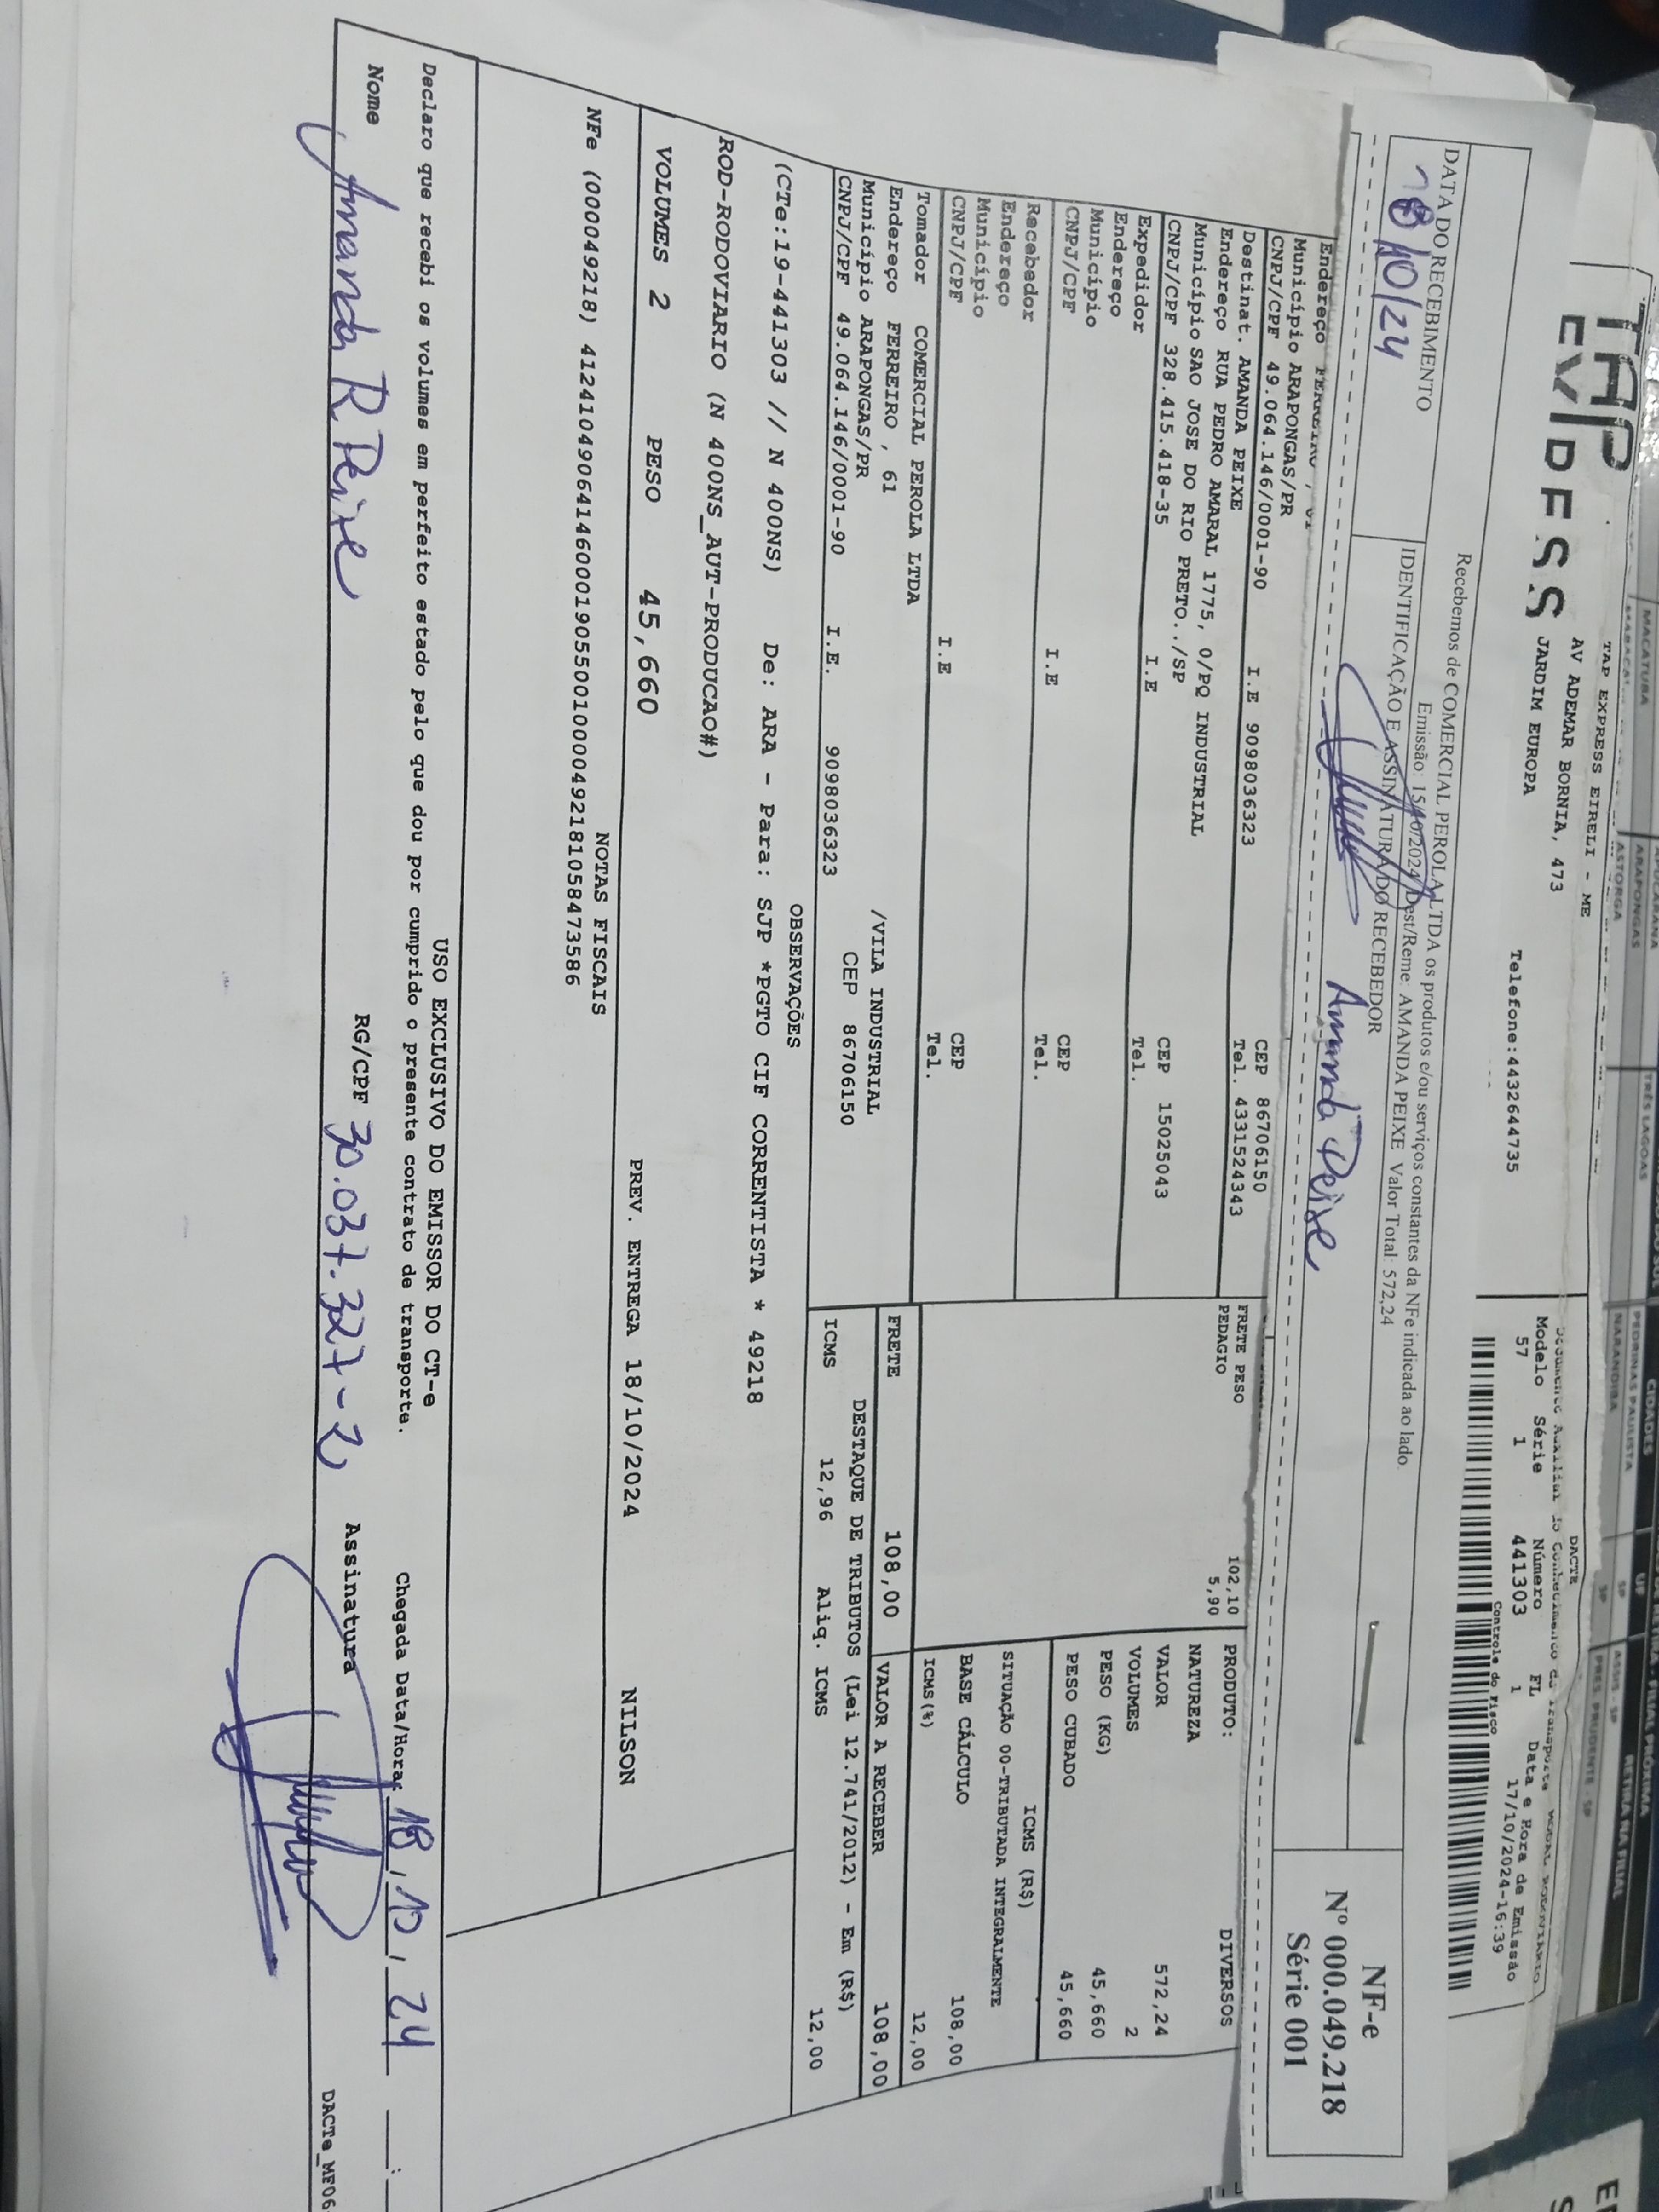 TAP
EXPRESS
TAP EXPRESS EIRELI - ME
AV ADEMAR BORNIA, 473
JARDIM EUROPA
Telefone:4432644735
DACTE
Modelo Série Número FL Data e Hora de Emissão
57 1 441303 1 17/10/2024-16:39
Controle do Fisco
Recebemos de COMERCIAL PEROLA LTDA os produtos e/ou serviços constantes da NFe indicada ao lado.
Emissão: 15/10/2024 Dest/Reme: AMANDA PEIXE Valor Total: 572,24
DATA DO RECEBIMENTO
18/10/24
IDENTIFICAÇÃO E ASSINATURA DO RECEBEDOR
Amanda Peixe
NF-e
Nº 000.049.218
Série 001
Endereço
Município ARAPONGAS/PR CEP 86706150
CNPJ/CPF 49.064.146/0001-90 I.E 9098036323 Tel. 4331524343
Destinat. AMANDA PEIXE
Endereço RUA PEDRO AMARAL 1775, 0/PQ INDUSTRIAL
Município SAO JOSE DO RIO PRETO../SP CEP 15025043
CNPJ/CPF 328.415.418-35 I.E Tel.
Expedidor
Endereço
Município CEP
CNPJ/CPF I.E Tel.
Recebedor
Endereço
Município CEP
CNPJ/CPF I.E Tel.
Tomador COMERCIAL PEROLA LTDA
Endereço FERREIRO , 61 /VILA INDUSTRIAL
Município ARAPONGAS/PR CEP 86706150
CNPJ/CPF 49.064.146/0001-90 I.E. 9098036323
FRETE PESO 102,10
PEDAGIO 5,90
PRODUTO: DIVERSOS
NATUREZA
VALOR 572,24
VOLUMES 2
PESO (KG) 45,660
PESO CUBADO 45,660
ICMS (R$)
SITUAÇÃO 00-TRIBUTADA INTEGRALMENTE
BASE CÁLCULO 108,00
ICMS(%) 12,00
FRETE 108,00 VALOR A RECEBER 108,00
DESTAQUE DE TRIBUTOS (Lei 12.741/2012) - Em (R$)
ICMS 12,96 Aliq. ICMS 12,00
OBSERVAÇÕES
(CTe:19-441303 // N 400NS) De: ARA - Para: SJP *PGTO CIF CORRENTISTA * 49218
ROD-RODOVIARIO (N 400NS_AUT-PRODUCAO#)
VOLUMES 2 PESO 45,660 PREV. ENTREGA 18/10/2024 NILSON
NOTAS FISCAIS
NFe (000049218) 41241049064146000190550010000492181058473586
USO EXCLUSIVO DO EMISSOR DO CT-e
Declaro que recebi os volumes em perfeito estado pelo que dou por cumprido o presente contrato de transporte. Chegada Data/Hora: 18,10,24
Nome Amanda R Peixe RG/CPF 30.037.327-2 Assinatura
DACTe_MF06